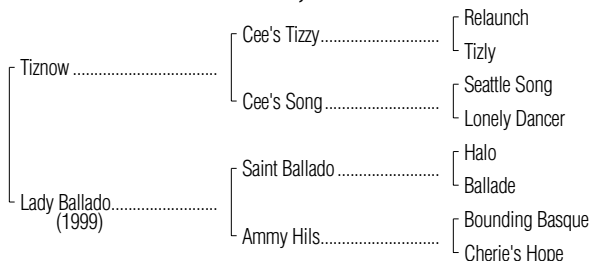 Relaunch
Cee's Tizzy
Tizly
Tiznow
Seattle Song
Cee's Song
Lonely Dancer
Halo
Saint Ballado
Ballade
Lady Ballado
(1999)
Bounding Basque
Ammy Hils
Cherie's Hope